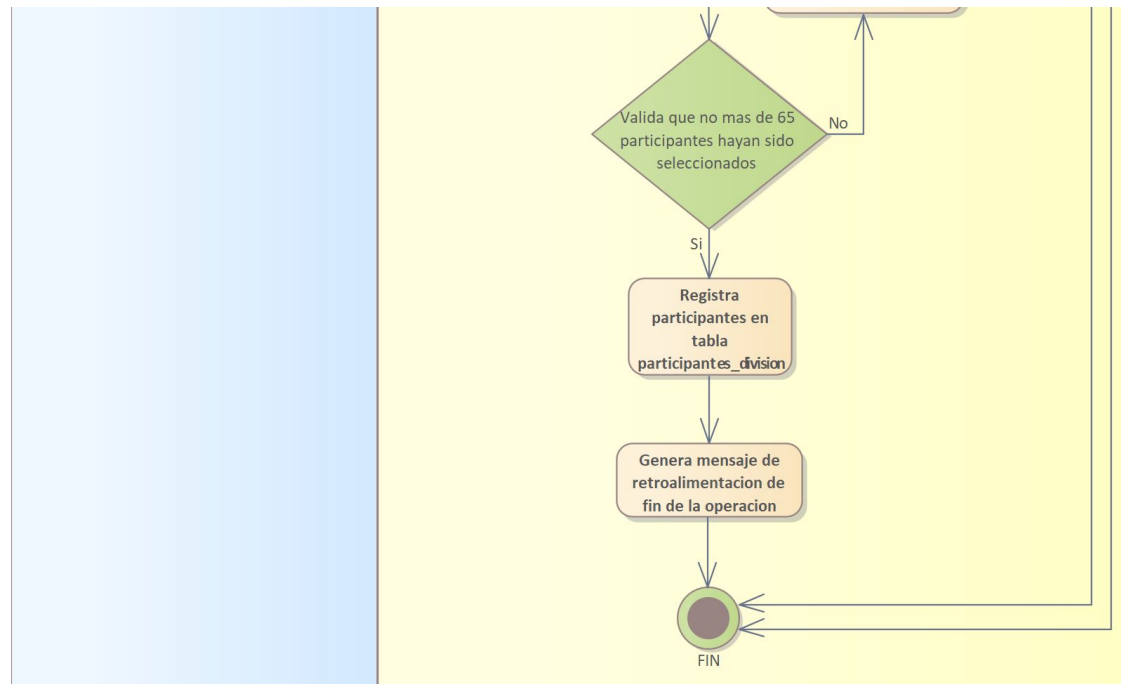 Valida que no mas de 65
participantes hayan sido
seleccionados
No
Si
Registra
participantes en
tabla
participantes_division
Genera mensaje de
retroalimentacion de
fin de la operacion
FIN